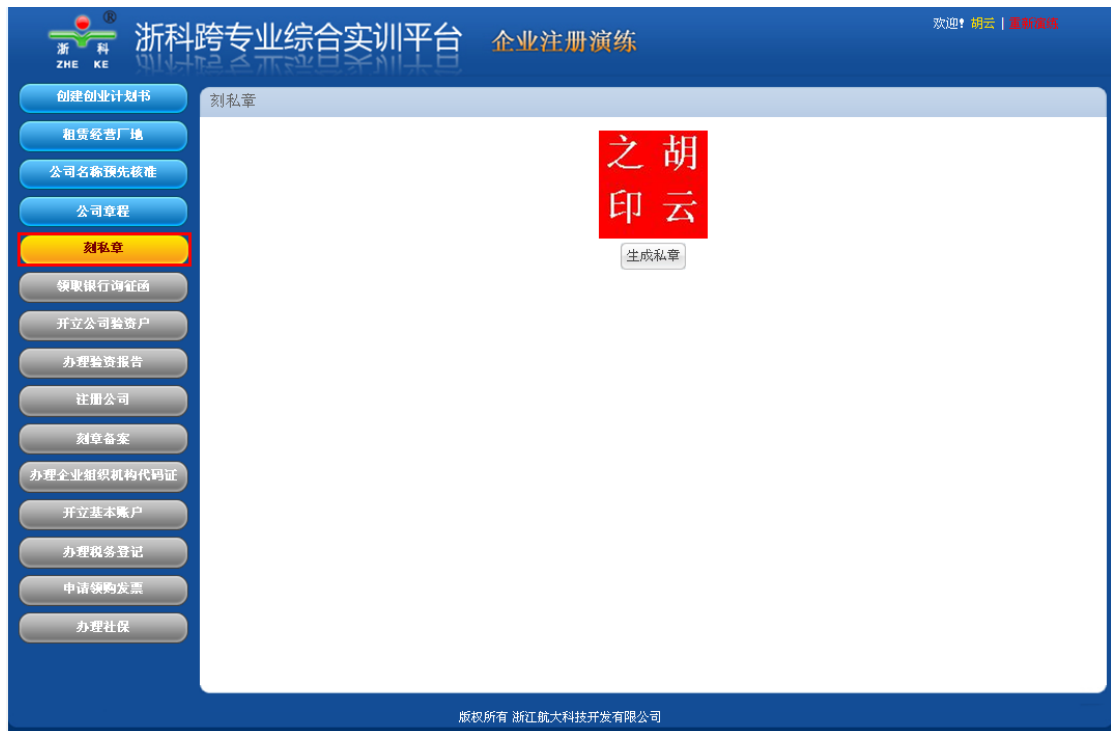 浙科
ZHE KE
®
浙科跨专业综合实训平台 企业注册演练
欢迎! 胡云 | 重新演练
创建创业计划书
租赁经营厂地
公司名称预先核准
公司章程
刻私章
领取银行询证函
开立公司验资户
办理验资报告
注册公司
刻章备案
办理企业组织机构代码证
开立基本账户
办理税务登记
申请领购发票
办理社保
刻私章
胡云
之印
生成私章
版权所有 浙江航大科技开发有限公司